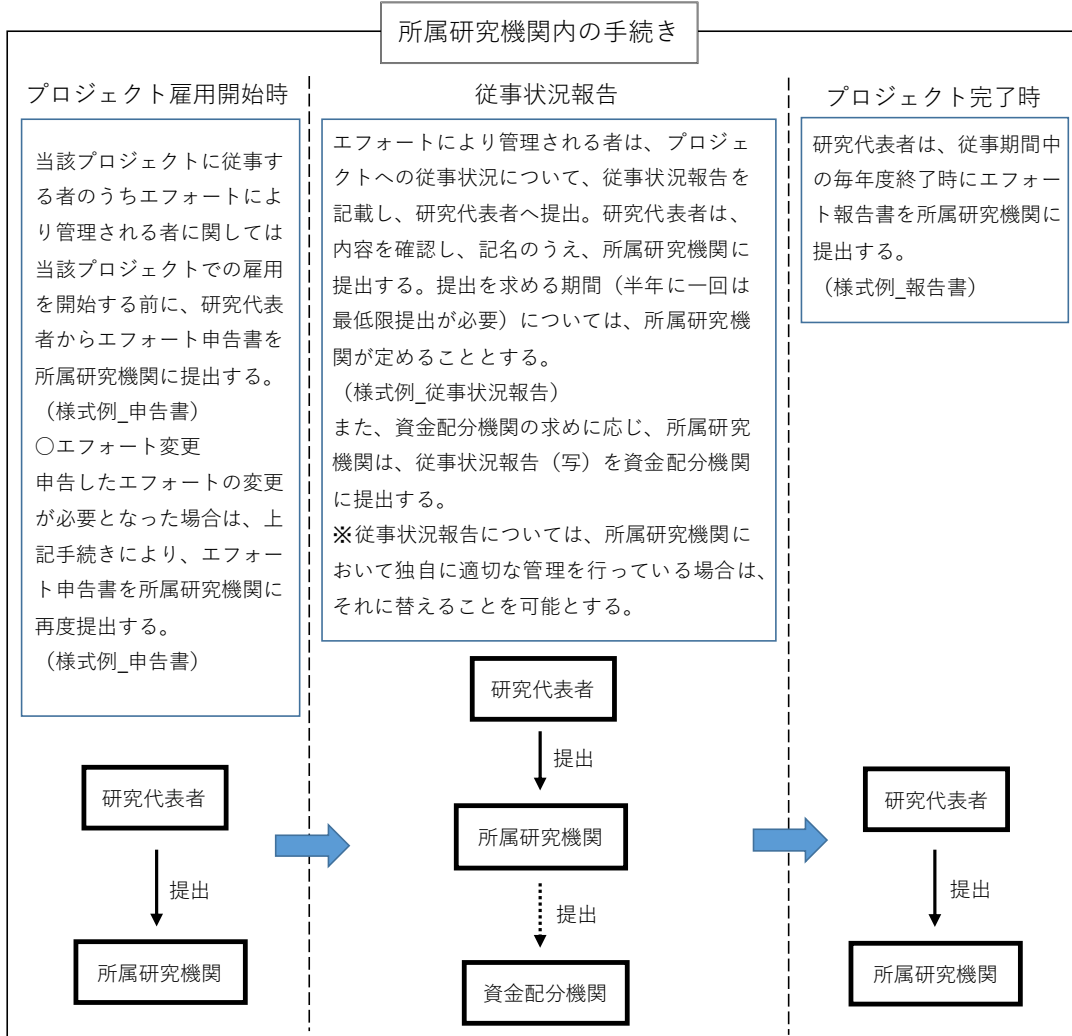 所属研究機関内の手続き
プロジェクト雇用開始時
当該プロジェクトに従事す
る者のうちエフォートによ
り管理される者に関しては
当該プロジェクトでの雇用
を開始する前に、研究代表
者からエフォート申告書を
所属研究機関に提出する。
(様式例_申告書)
○エフォート変更
申告したエフォートの変更
が必要となった場合は、上
記手続きにより、エフォー
ト申告書を所属研究機関に
再度提出する。
(様式例_申告書)
研究代表者
提出
所属研究機関
従事状況報告
エフォートにより管理される者は、プロジェ
クトへの従事状況について、従事状況報告を
記載し、研究代表者へ提出。研究代表者は、
内容を確認し、記名のうえ、所属研究機関に
提出する。提出を求める期間(半年に一回は
最低限提出が必要)については、所属研究機
関が定めることとする。
(様式例_従事状況報告)
また、資金配分機関の求めに応じ、所属研究
機関は、従事状況報告(写)を資金配分機関
に提出する。
※従事状況報告については、所属研究機関に
おいて独自に適切な管理を行っている場合は、
それに替えることを可能とする。
研究代表者
提出
所属研究機関
提出
資金配分機関
プロジェクト完了時
研究代表者は、従事期間中
の毎年度終了時にエフォー
ト報告書を所属研究機関に
提出する。
(様式例_報告書)
研究代表者
提出
所属研究機関